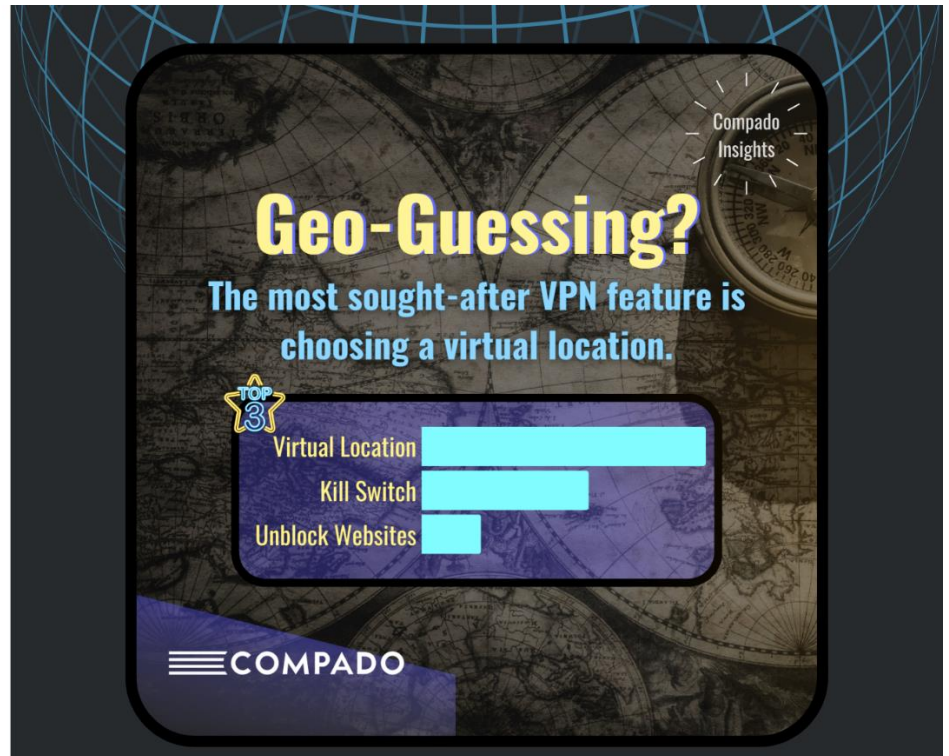 Compado
Insights
Geo-Guessing?
The most sought-after VPN feature is
choosing a virtual location.
TOP
3
Virtual Location
Kill Switch
Unblock Websites
COMPADO